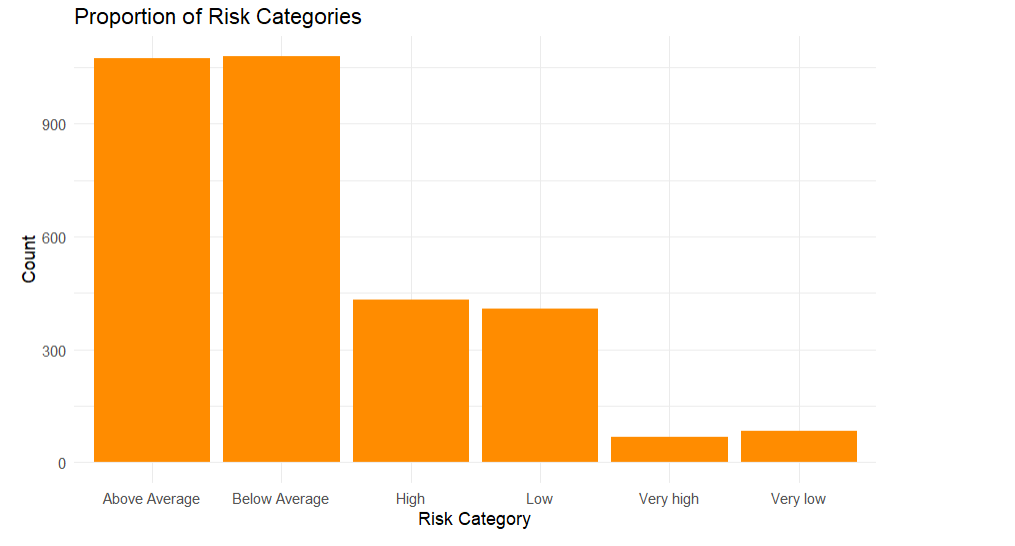 Proportion of Risk Categories
Count
900
600
300
0
Above Average Below Average High Low Very high Very low
Risk Category